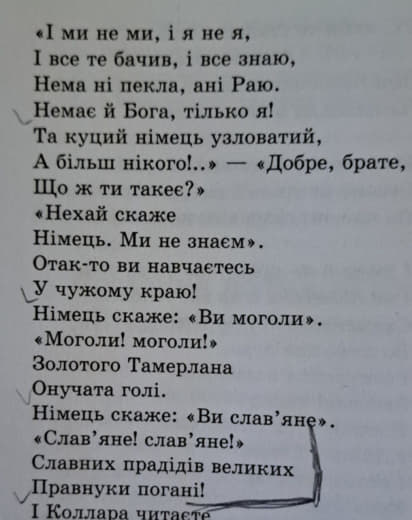 «І ми не ми, і я не я,
І все те бачив, і все знаю,
Нема ні пекла, ані Раю.
Немає й Бога, тілько я!
Та куций німець узловатий,
А більш нікого!..» — «Добре, брате,
Що ж ти такеє?»
«Нехай скаже
Німець. Ми не знаєм».
Отак-то ви навчаєтесь
У чужому краю!
Німець скаже: «Ви моголи».
«Моголи! моголи!»
Золотого Тамерлана
Онучата голі.
Німець скаже: «Ви слав’яне».
«Слав’яне! слав’яне!»
Славних прадідів великих
Правнуки погані!
І Коллара читаєте